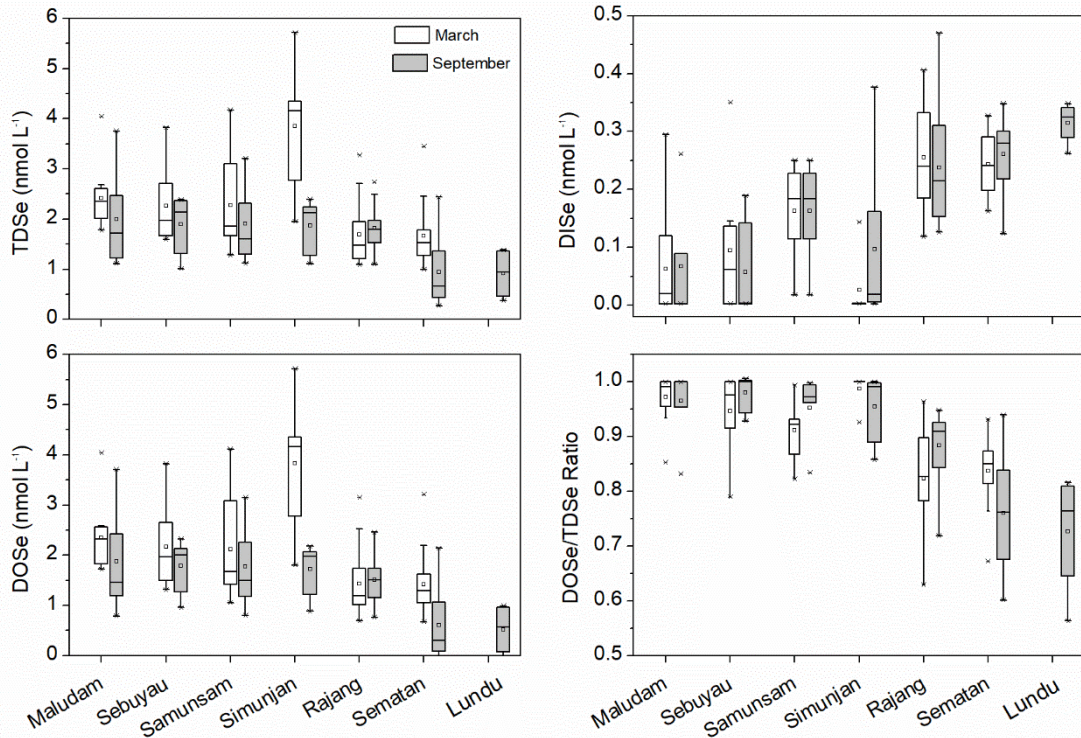 6
5
4
3
2
1
0
TDSe (nmol L⁻¹)
March
September
0.5
0.4
0.3
0.2
0.1
0.0
DISe (nmol L⁻¹)
6
5
4
3
2
1
0
DOSe (nmol L⁻¹)
Maludam
Sebuyau
Samunsam
Simunjan
Rajang
Sematan
Lundu
1.0
0.9
0.8
0.7
0.6
0.5
DOSe/TDSe Ratio
Maludam
Sebuyau
Samunsam
Simunjan
Rajang
Sematan
Lundu